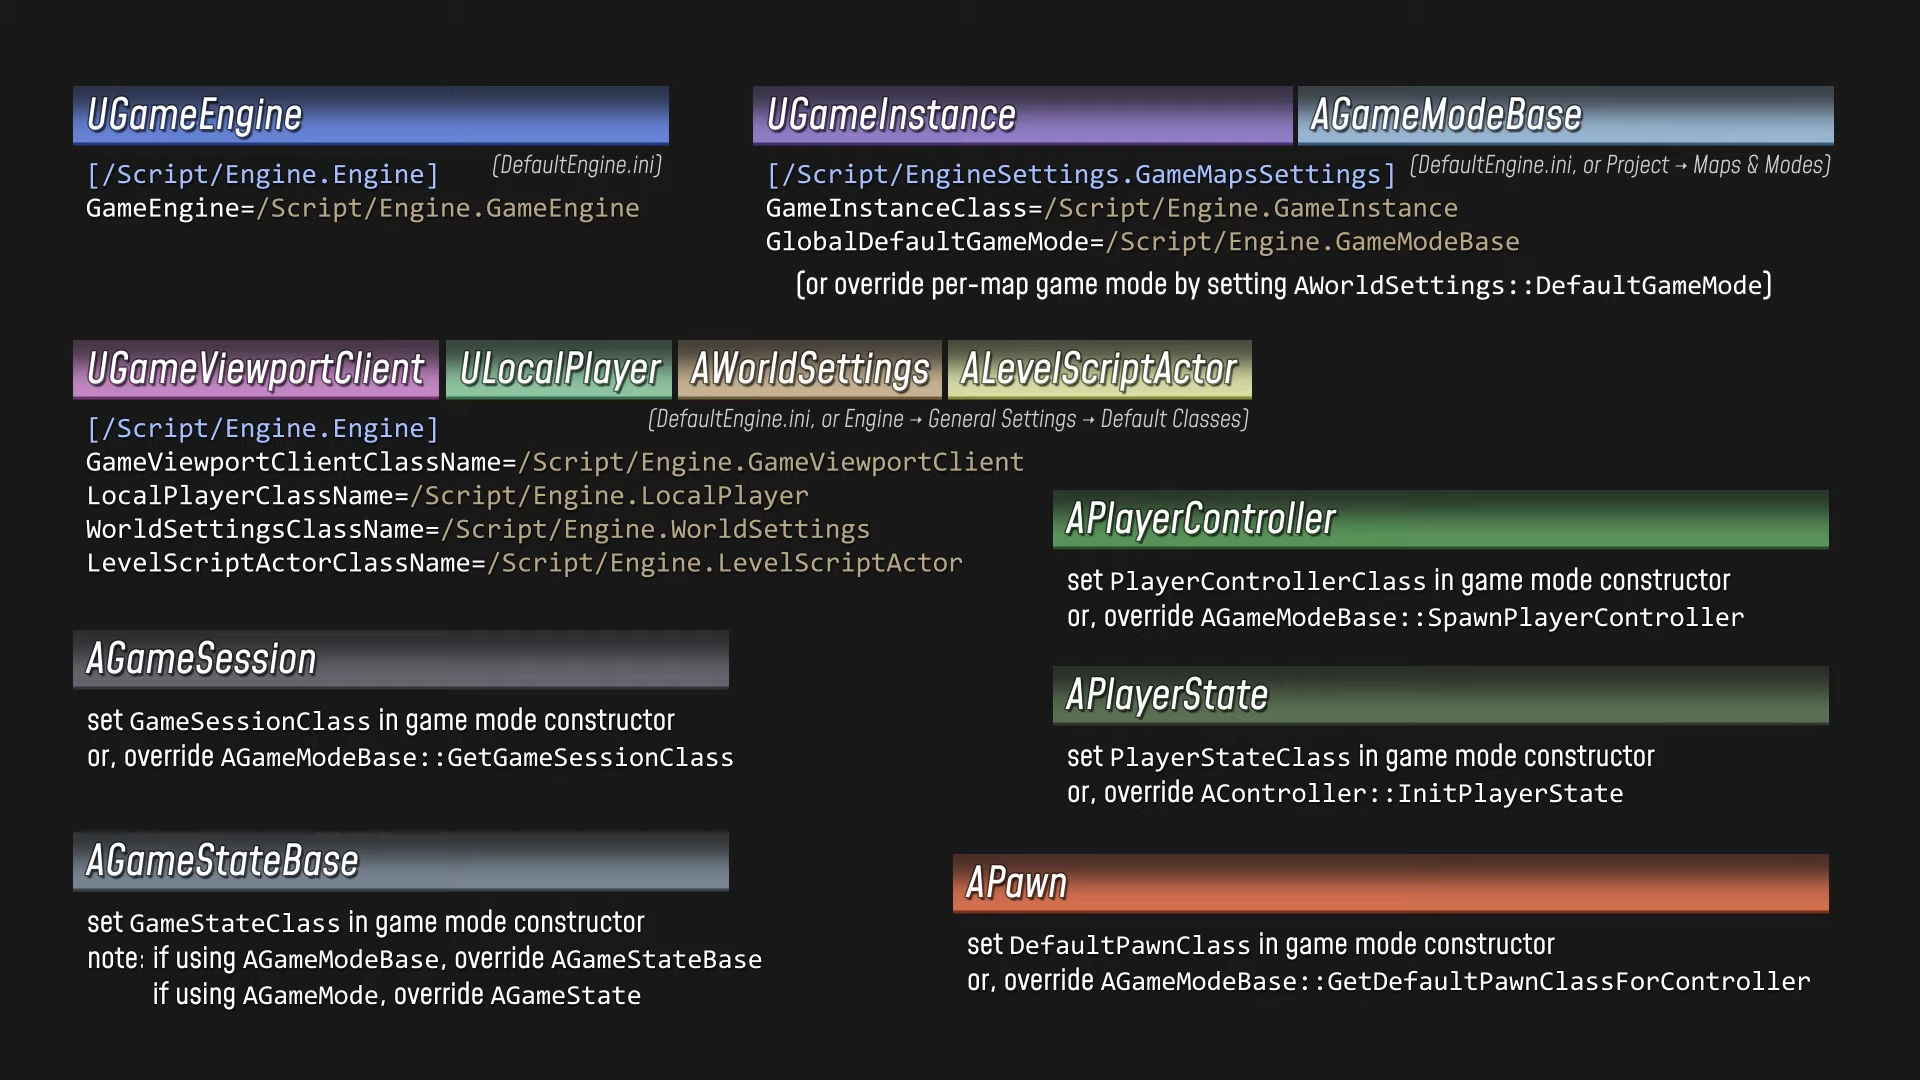 UGameEngine
(DefaultEngine.ini)
[/Script/Engine.Engine]
GameEngine=/Script/Engine.GameEngine
UGameInstance
AGameModeBase
[/Script/EngineSettings.GameMapsSettings]
(DefaultEngine.ini, or Project → Maps & Modes)
GameInstanceClass=/Script/Engine.GameInstance
GlobalDefaultGameMode=/Script/Engine.GameModeBase
(or override per-map game mode by setting AWorldSettings::DefaultGameMode)
UGameViewportClient
ULocalPlayer
AWorldSettings
ALevelScriptActor
(DefaultEngine.ini, or Engine → General Settings → Default Classes)
[/Script/Engine.Engine]
GameViewportClientClassName=/Script/Engine.GameViewportClient
LocalPlayerClassName=/Script/Engine.LocalPlayer
WorldSettingsClassName=/Script/Engine.WorldSettings
LevelScriptActorClassName=/Script/Engine.LevelScriptActor
APlayerController
set PlayerControllerClass in game mode constructor
or, override AGameModeBase::SpawnPlayerController
AGameSession
set GameSessionClass in game mode constructor
or, override AGameModeBase::GetGameSessionClass
APlayerState
set PlayerStateClass in game mode constructor
or, override AController::InitPlayerState
AGameStateBase
set GameStateClass in game mode constructor
note: if using AGameModeBase, override AGameStateBase
if using AGameMode, override AGameState
APawn
set DefaultPawnClass in game mode constructor
or, override AGameModeBase::GetDefaultPawnClassForController